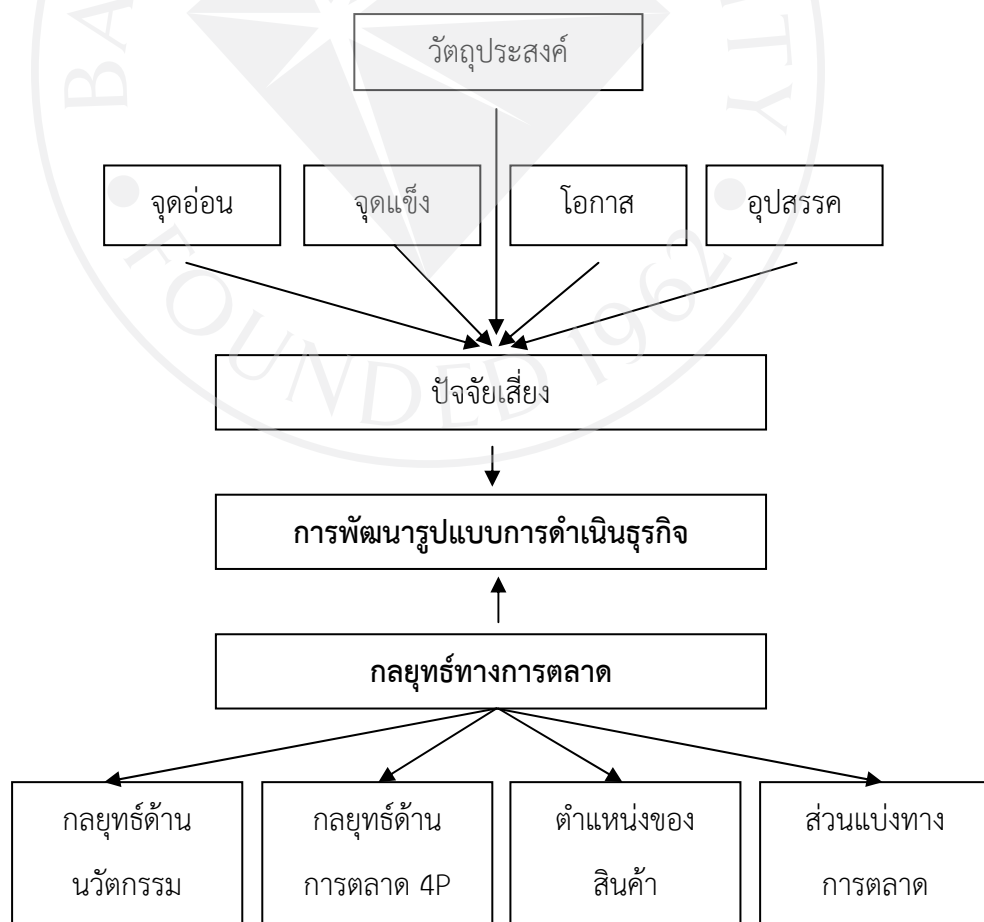 วัตถุประสงค์
จุดอ่อน
จุดแข็ง
โอกาส
อุปสรรค
ปัจจัยเสี่ยง
การพัฒนารูปแบบการดำเนินธุรกิจ
กลยุทธ์ทางการตลาด
กลยุทธ์ด้าน
นวัตกรรม
กลยุทธ์ด้าน
การตลาด 4P
ตำแหน่งของ
สินค้า
ส่วนแบ่งทาง
การตลาด
FOUNDED 1962